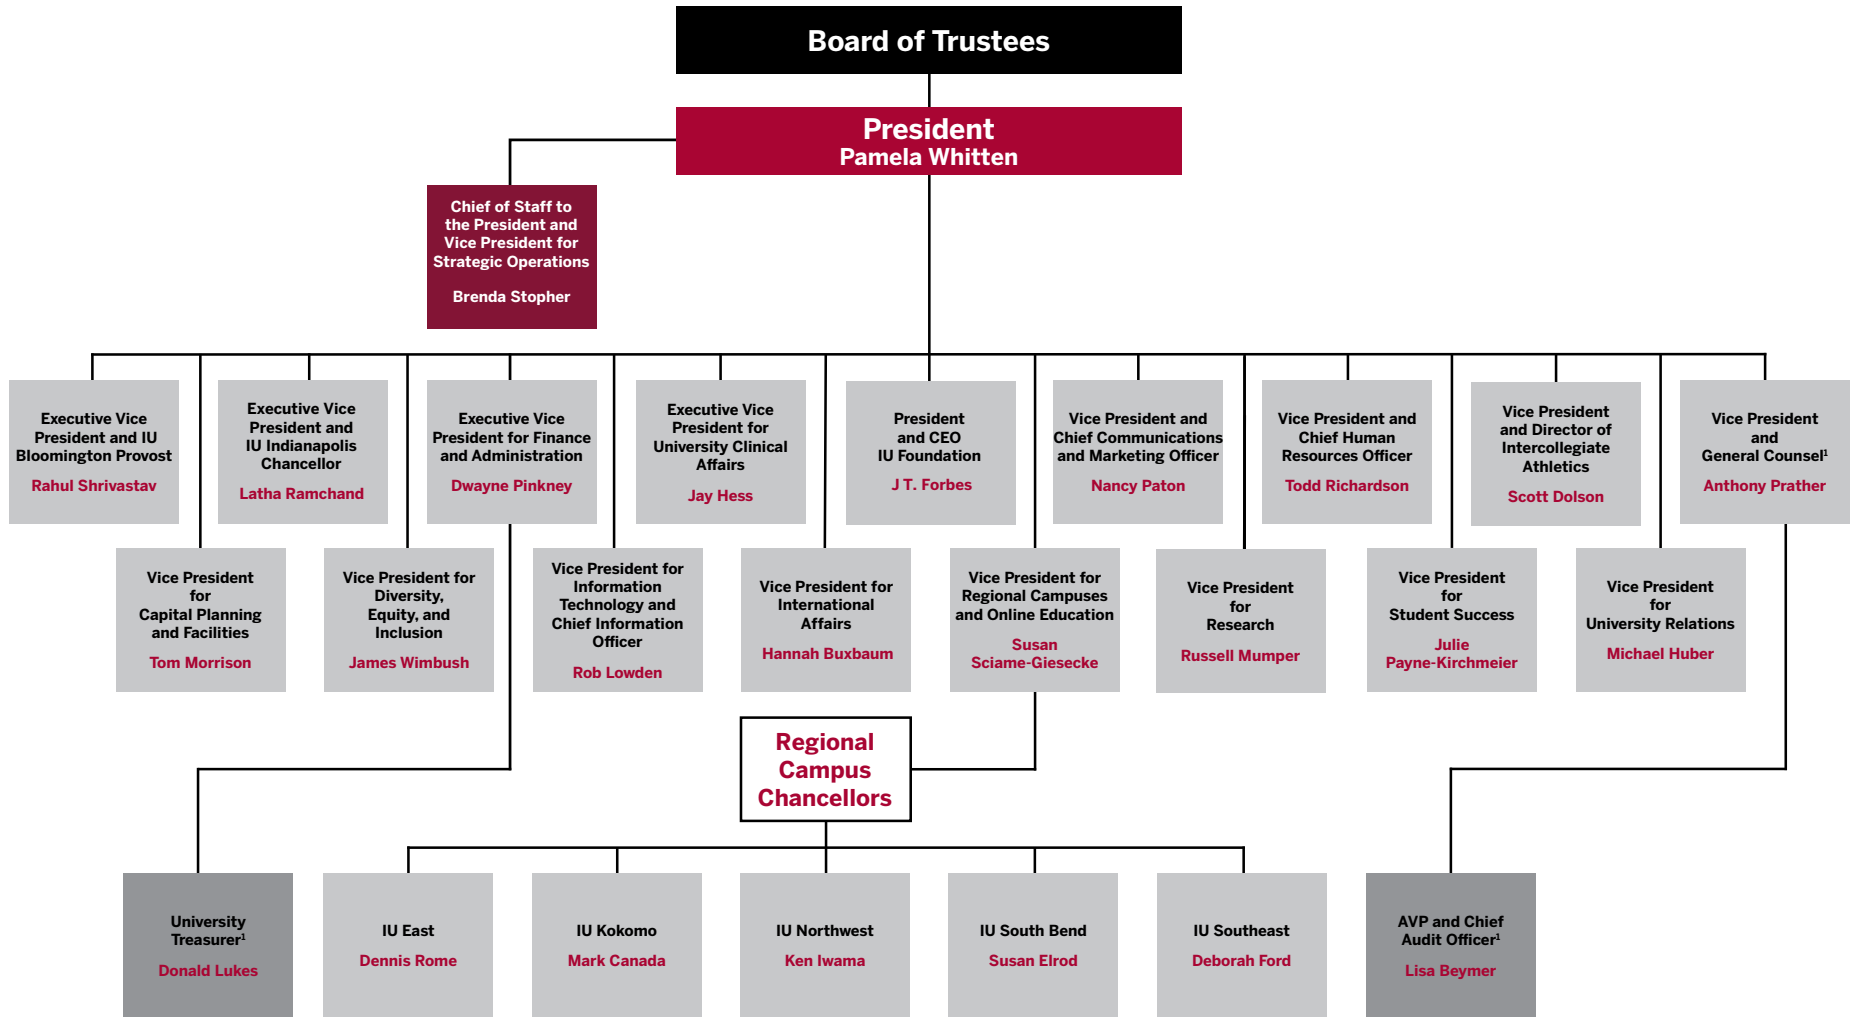 Board of Trustees
President
Pamela Whitten
Chief of Staff to
the President and
Vice President for
Strategic Operations
Brenda Stopher
Executive Vice
President and IU
Bloomington Provost
Rahul Shrivastav
Executive Vice
President and
IU Indianapolis
Chancellor
Latha Ramchand
Executive Vice
President for Finance
and Administration
Dwayne Pinkney
Executive Vice
President for
University Clinical
Affairs
Jay Hess
President
and CEO
IU Foundation
J T. Forbes
Vice President and
Chief Communications
and Marketing Officer
Nancy Paton
Vice President and
Chief Human
Resources Officer
Todd Richardson
Vice President
and Director of
Intercollegiate
Athletics
Scott Dolson
Vice President
and
General Counsel¹
Anthony Prather
Vice President
for
Capital Planning
and Facilities
Tom Morrison
Vice President for
Diversity,
Equity, and
Inclusion
James Wimbush
Vice President for
Information
Technology and
Chief Information
Officer
Rob Lowden
Vice President for
International
Affairs
Hannah Buxbaum
Vice President for
Regional Campuses
and Online Education
Susan
Sciame-Giesecke
Vice President
for
Research
Russell Mumper
Vice President
for
Student Success
Julie
Payne-Kirchmeier
Vice President
for
University Relations
Michael Huber
Regional
Campus
Chancellors
University
Treasurer¹
Donald Lukes
IU East
Dennis Rome
IU Kokomo
Mark Canada
IU Northwest
Ken Iwama
IU South Bend
Susan Elrod
IU Southeast
Deborah Ford
AVP and Chief
Audit Officer¹
Lisa Beymer